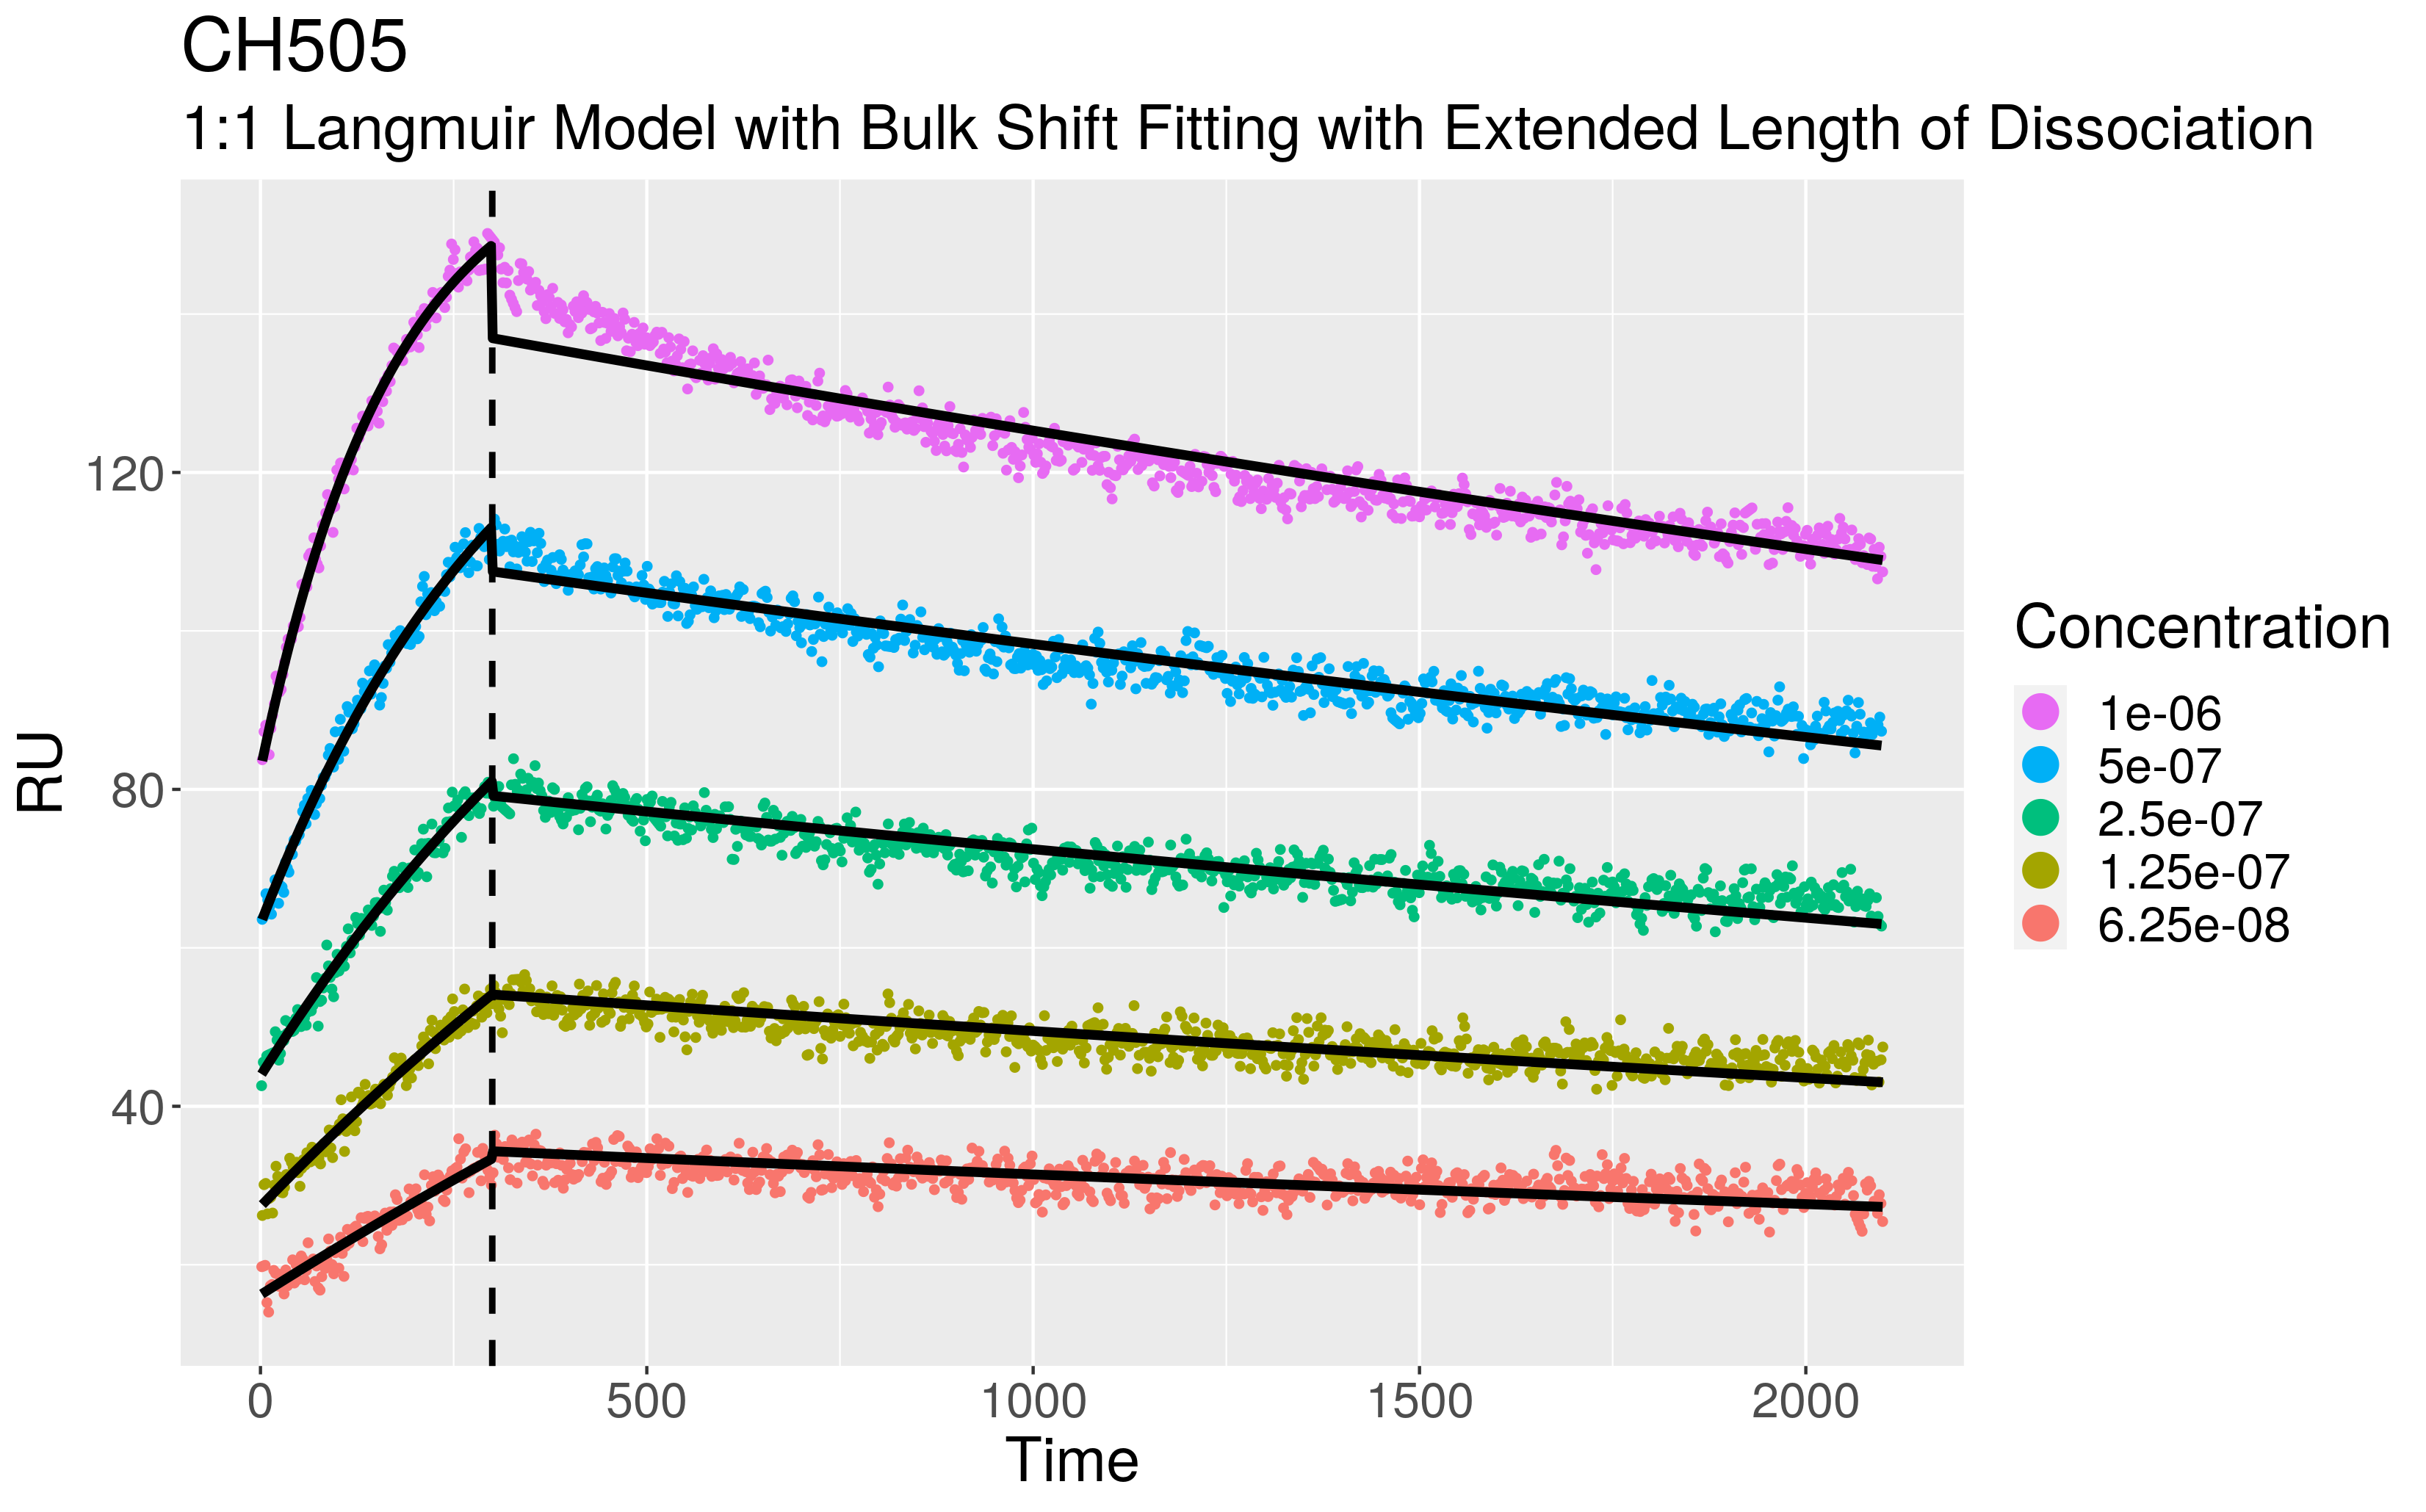 CH505
1:1 Langmuir Model with Bulk Shift Fitting with Extended Length of Dissociation
RU
120
80
40
0
500
1000
1500
2000
Time
Concentration
1e-06
5e-07
2.5e-07
1.25e-07
6.25e-08